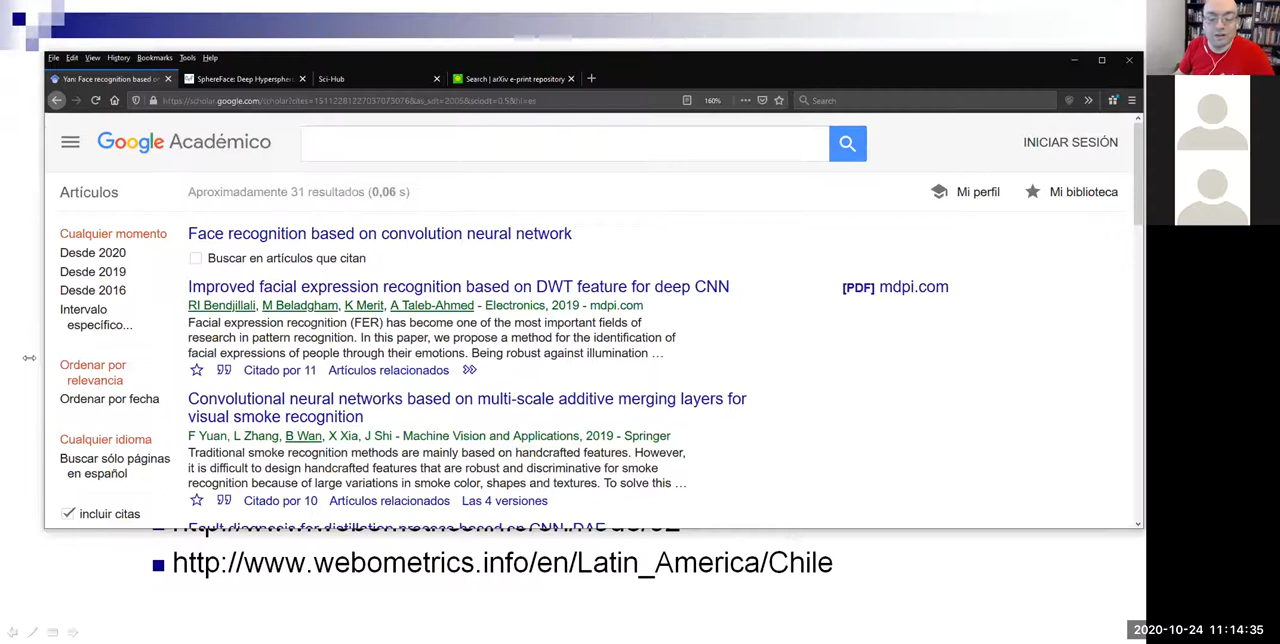 File Edit View History Bookmarks Tools Help
Yan: Face recognition based on
SphereFace: Deep Hypersphere
Sci-Hub
Search | arXiv e-print repository
160%
Search
Google Académico
INICIAR SESIÓN
Artículos
Aproximadamente 31 resultados (0,06 s)
Mi perfil
Mi biblioteca
Cualquier momento
Desde 2020
Desde 2019
Desde 2016
Intervalo
específico...
Ordenar por
relevancia
Ordenar por fecha
Cualquier idioma
Buscar sólo páginas
en español
incluir citas
Face recognition based on convolution neural network
Buscar en artículos que citan
Improved facial expression recognition based on DWT feature for deep CNN
[PDF] mdpi.com
RI Bendjillali, M Beladgham, K Merit, A Taleb-Ahmed - Electronics, 2019 - mdpi.com
Facial expression recognition (FER) has become one of the most important fields of
research in pattern recognition. In this paper, we propose a method for the identification of
facial expressions of people through their emotions. Being robust against illumination ...
Citado por 11 Artículos relacionados
Convolutional neural networks based on multi-scale additive merging layers for
visual smoke recognition
F Yuan, L Zhang, B Wan, X Xia, J Shi - Machine Vision and Applications, 2019 - Springer
Traditional smoke recognition methods are mainly based on handcrafted features. However,
it is difficult to design handcrafted features that are robust and discriminative for smoke
recognition because of large variations in smoke color, shapes and textures. To solve this ...
Citado por 10 Artículos relacionados Las 4 versiones
http://www.webometrics.info/en/Latin_America/Chile
2020-10-24 11:14:35